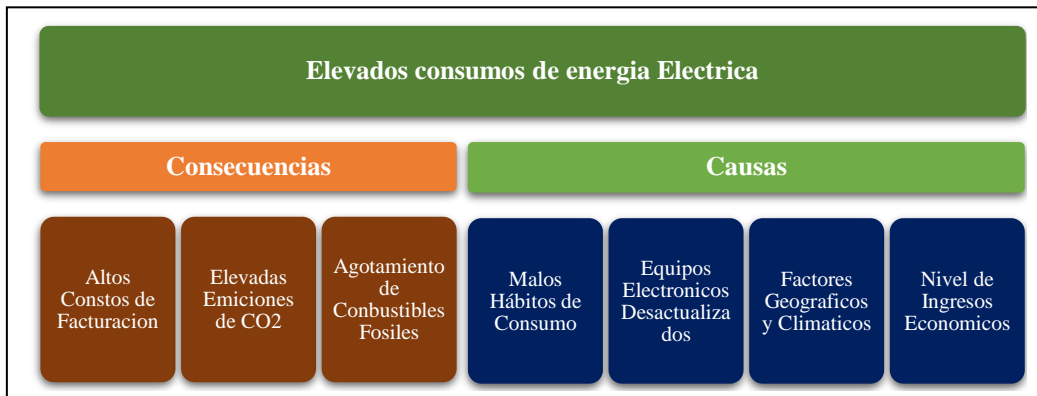 Elevados consumos de energia Electrica
Consecuencias
Causas
Altos
Constos de
Facturacion
Elevadas
Emiciones
de CO2
Agotamiento
de
Conbustibles
Fosiles
Malos
Hábitos de
Consumo
Equipos
Electronicos
Desactualiza
dos
Factores
Geograficos
y Climaticos
Nivel de
Ingresos
Economicos